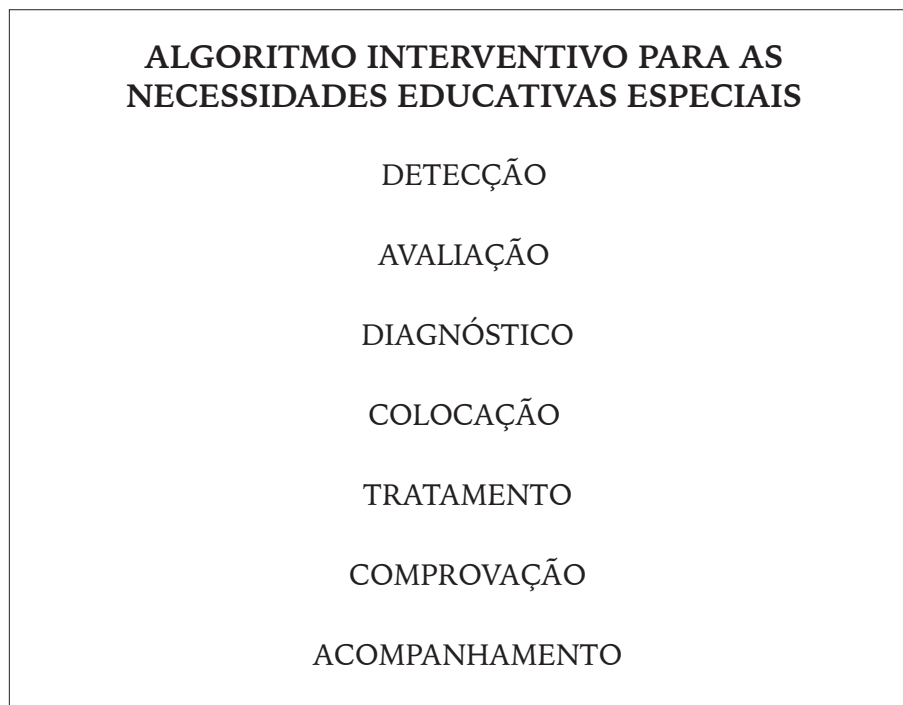 ALGORITMO INTERVENTIVO PARA AS
NECESSIDADES EDUCATIVAS ESPECIAIS
DETECÇÃO
AVALIAÇÃO
DIAGNÓSTICO
COLOCAÇÃO
TRATAMENTO
COMPROVAÇÃO
ACOMPANHAMENTO